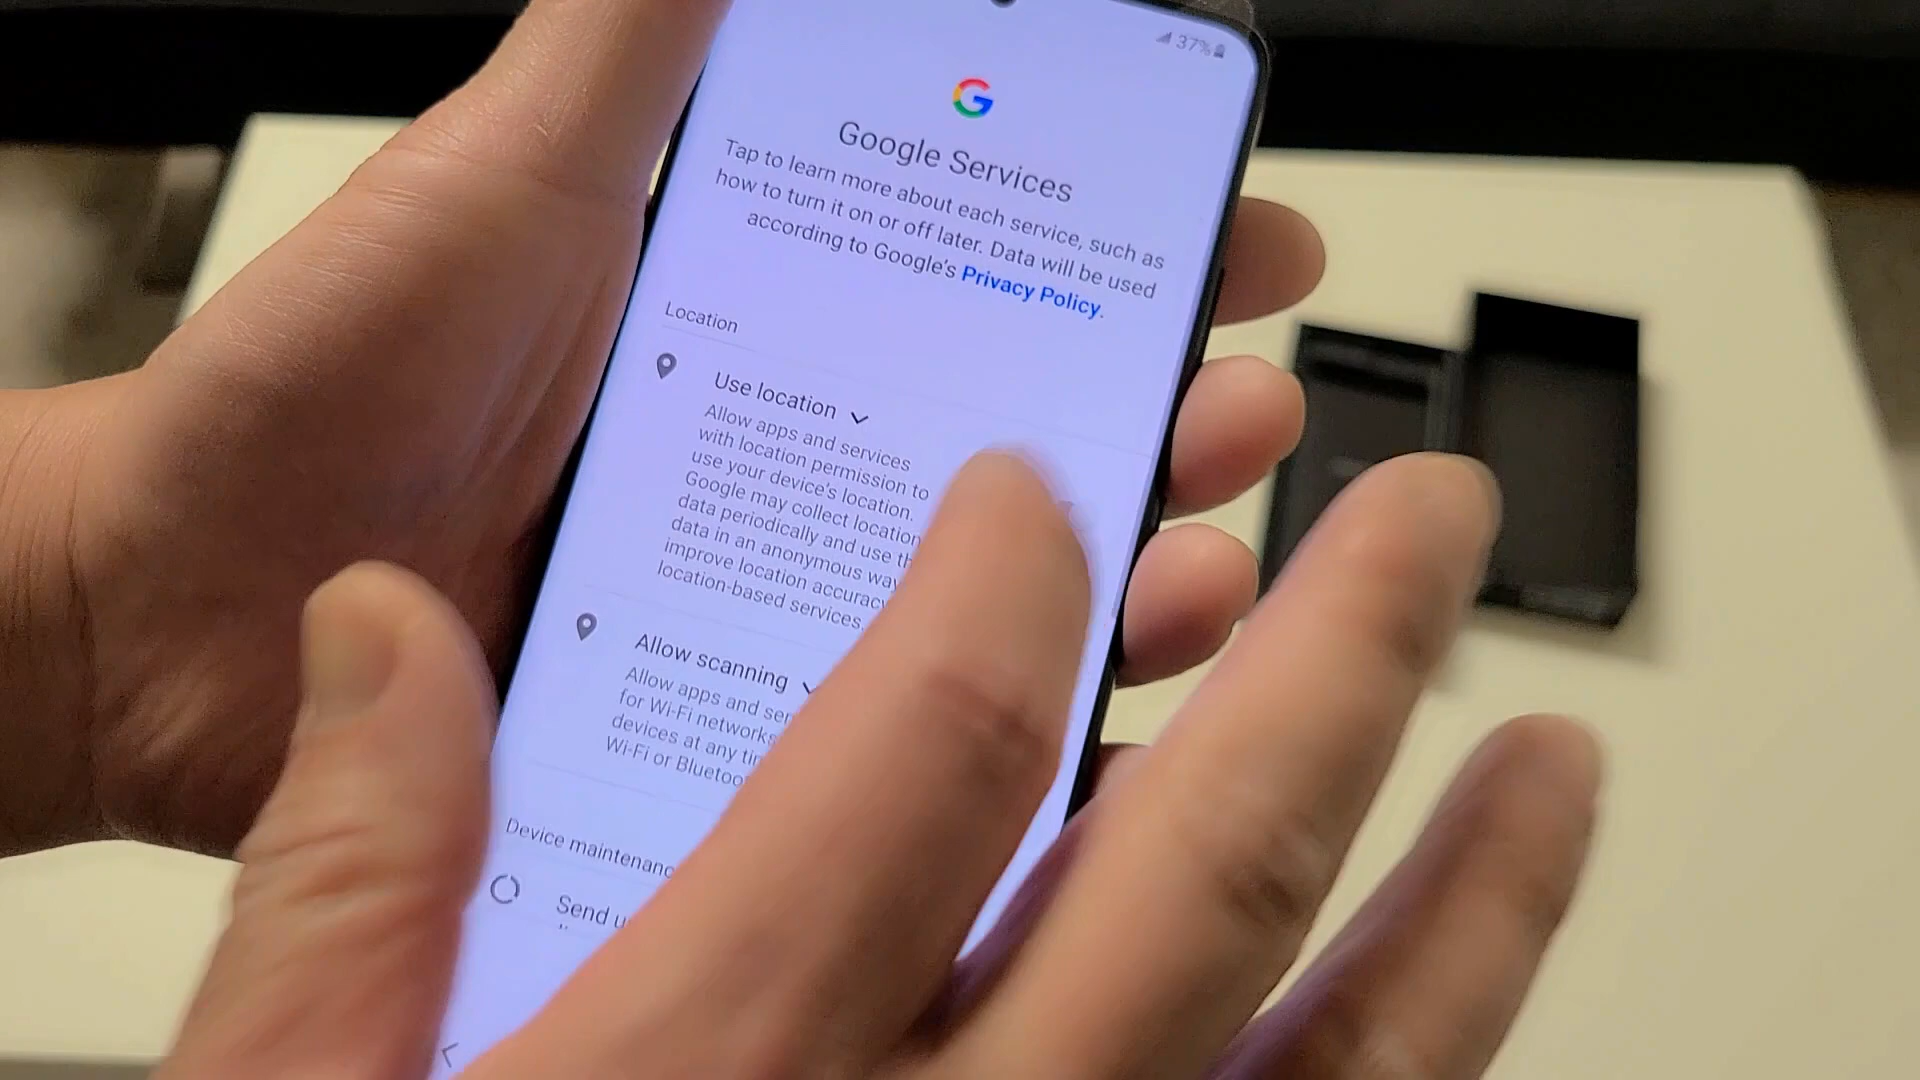 37%
Google Services
Tap to learn more about each service, such as
how to turn it on or off later. Data will be used
according to Google's Privacy Policy.
Location
Use location
Allow apps and services
with location permission to
use your device's location.
Google may collect location
data periodically and use
data in an anonymous way
improve location accuracy
location-based services.
Allow scanning
Allow apps and
for Wi-Fi networks
devices at any
Wi-Fi or
Device
Send